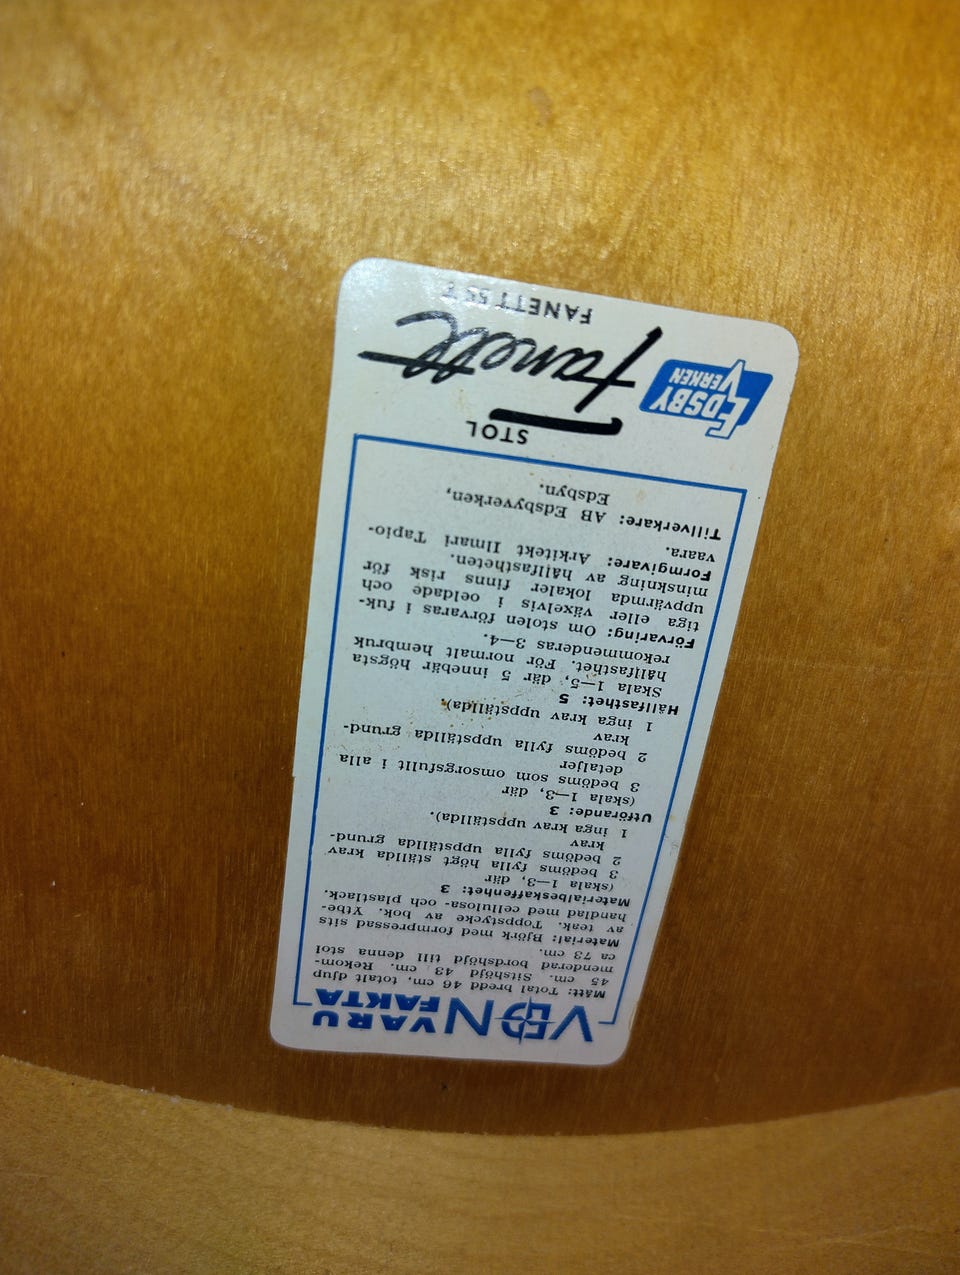 VDN VARU
FAKTA
Mått: Total bredd 46 cm, totalt djup
45 cm. Sitshöjd 43 cm. Rekom-
menderad bordshöjd till denna stol
ca 73 cm.
Material: Björk med formpressad sits
av teak. Toppstycke av bok. Ytbe-
handlad med cellulosa- och plastlack.
Materialbeskaffenhet: 3
(skala 1—3, där
3 bedöms fylla högt ställda krav
2 bedöms fylla uppställda grund-
krav
1 inga krav uppställda).
Utförande: 3
(skala 1—3, där
3 bedöms som omsorgsfullt i alla
detaljer
2 bedöms fylla uppställda grund-
krav
1 inga krav uppställda).
Hållfasthet: 5
Skala 1—5, där 5 innebär högsta
hållfasthet. För normalt hembruk
rekommenderas 3—4.
Förvaring: Om stolen förvaras i fuk-
tiga eller växelvis i oeldade och
uppvärmda lokaler finns risk för
minskning av hållfastheten.
Formgivare: Arkitekt Ilmari Tapio-
vaara.
Tillverkare: AB Edsbyverken,
Edsbyn.
STOL
EDSBY
VERKEN
Fanett
FANETT